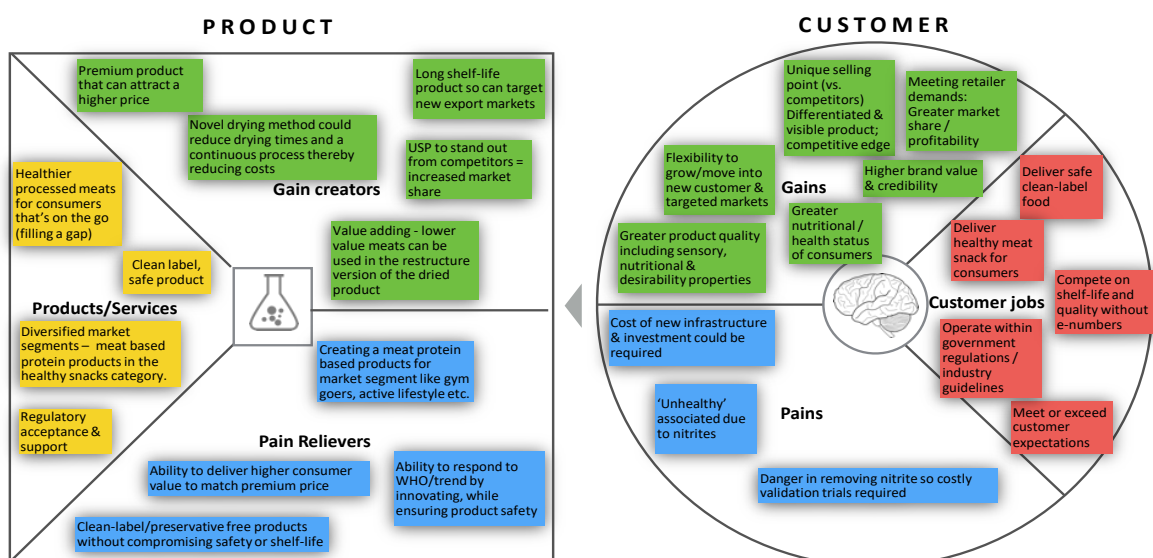 PRODUCT
Premium product
that can attract a
higher price
Long shelf-life
product so can target
new export markets
Novel drying method could
reduce drying times and a
continuous process thereby
reducing costs
USP to stand out
from competitors =
increased market
share
Gain creators
Healthier
processed meats
for consumers
that's on the go
(filling a gap)
Value adding - lower
value meats can be
used in the restructure
version of the dried
product
Clean label,
safe product
Products/Services
Diversified market
segments – meat based
protein products in the
healthy snacks category.
Regulatory
acceptance &
support
Creating a meat protein
based products for
market segment like gym
goers, active lifestyle etc.
Pain Relievers
Ability to deliver higher consumer
value to match premium price
Ability to respond to
WHO/trend by
innovating, while
ensuring product safety
Clean-label/preservative free products
without compromising safety or shelf-life
CUSTOMER
Unique selling
point (vs.
competitors)
Differentiated &
visible product;
competitive edge
Meeting retailer
demands:
Greater market
share /
profitability
Flexibility to
grow/move into
new customer &
targeted markets
Gains
Higher brand value
& credibility
Greater product quality
including sensory,
nutritional &
desirability properties
Greater
nutritional /
health status
of consumers
Deliver safe
clean-label
food
Deliver
healthy meat
snack for
consumers
Customer jobs
Compete on
shelf-life and
quality without
e-numbers
Operate within
government
regulations /
industry
guidelines
Meet or exceed
customer
expectations
Cost of new infrastructure
& investment could be
required
'Unhealthy'
associated due
to nitrites
Pains
Danger in removing nitrite so costly
validation trials required